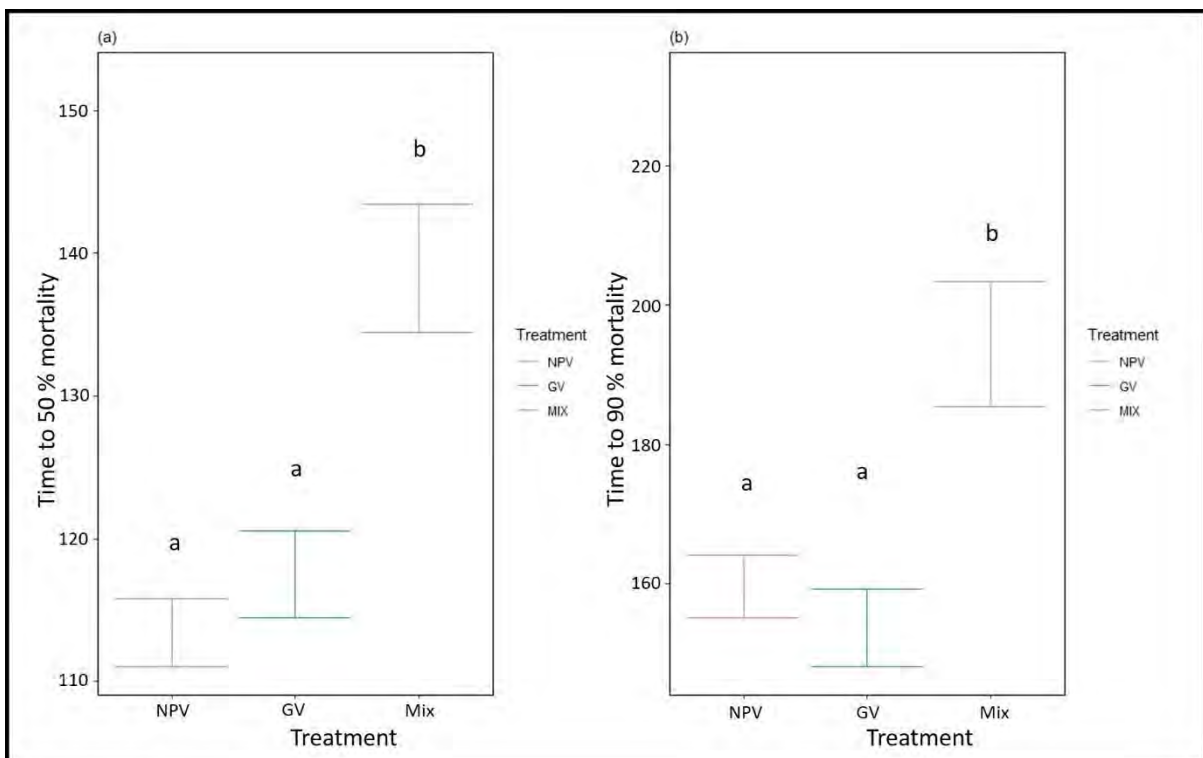 (a)
Time to 50 % mortality
150
140
130
120
110
a
a
b
NPV GV Mix
Treatment
Treatment
NPV
GV
MIX
(b)
Time to 90 % mortality
220
200
180
160
a
a
b
NPV GV Mix
Treatment
Treatment
NPV
GV
MIX